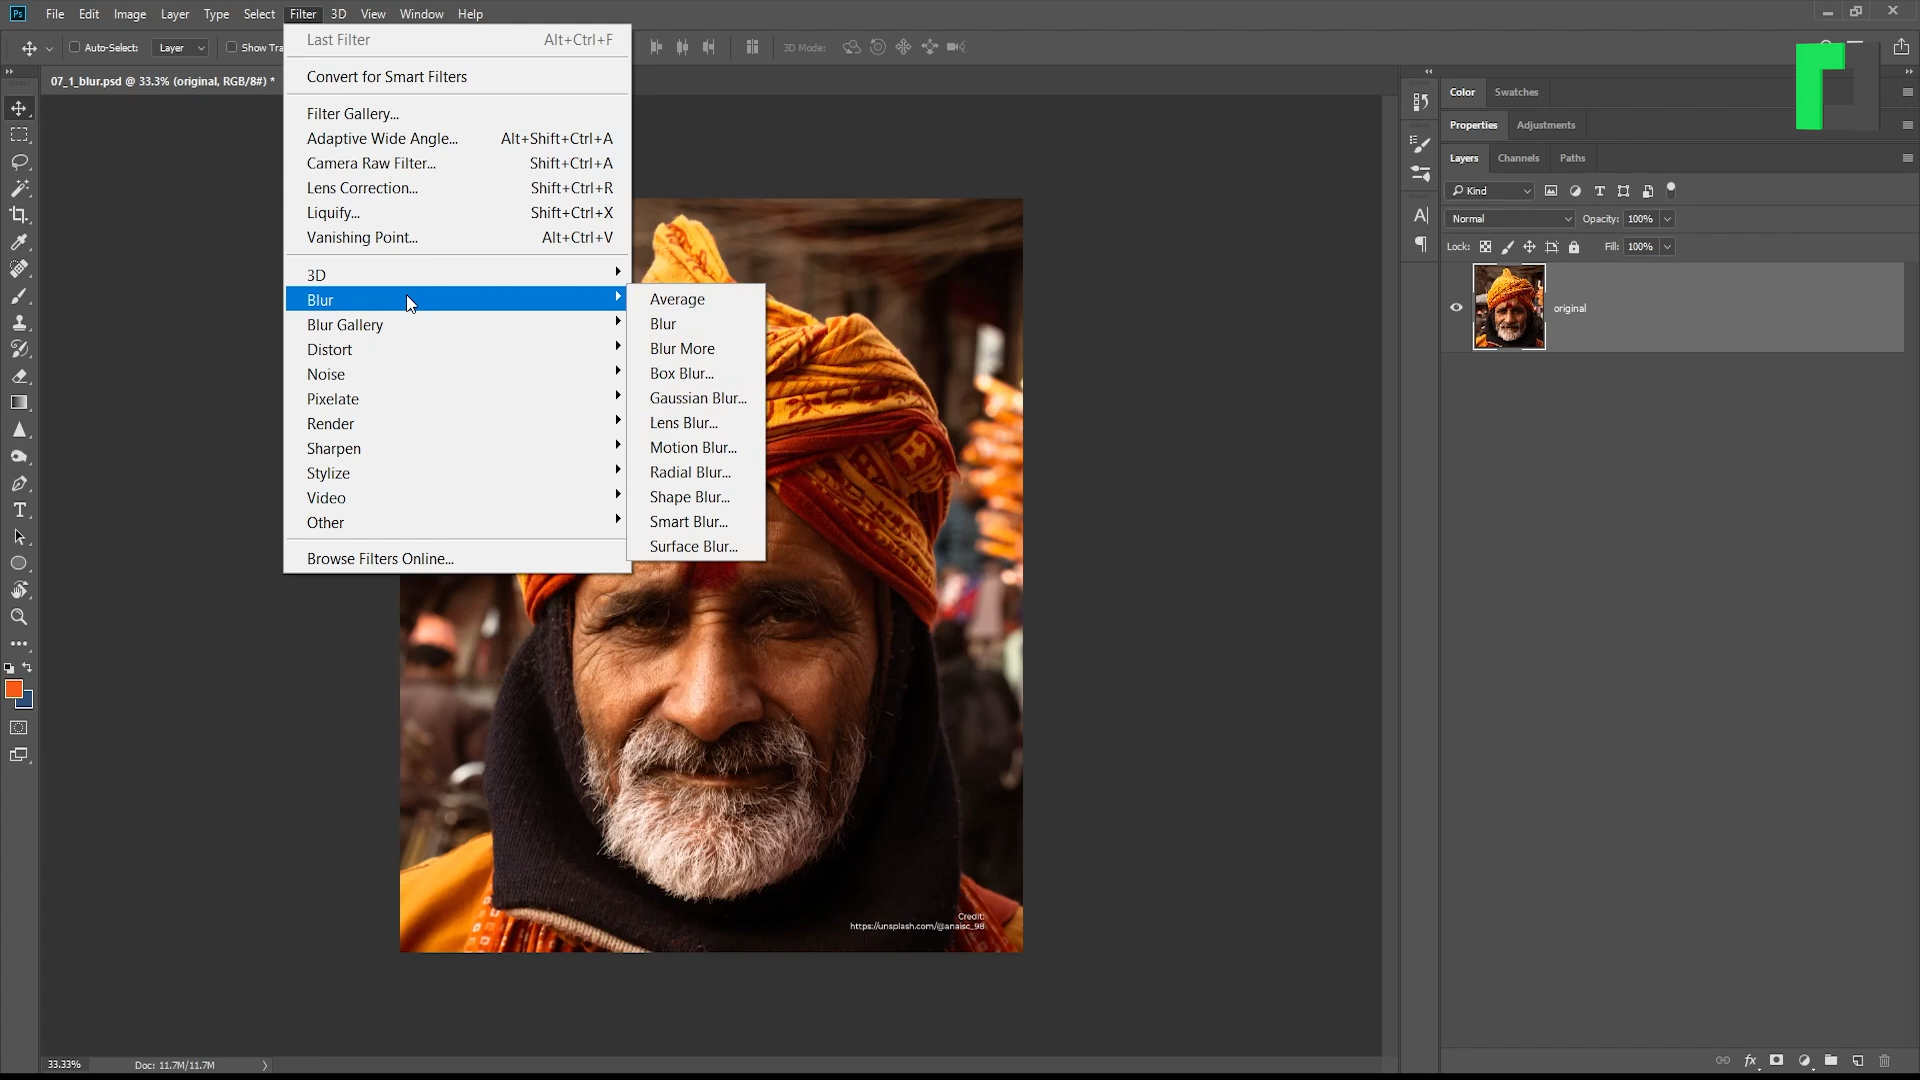 Ps File Edit Image Layer Type Select Filter 3D View Window Help
Auto-Select: Layer Show Tra 3D Mode:
07_1_blur.psd @ 33.3% (original, RGB/8#) *
Last Filter Alt+Ctrl+F
Convert for Smart Filters
Filter Gallery...
Adaptive Wide Angle... Alt+Shift+Ctrl+A
Camera Raw Filter... Shift+Ctrl+A
Lens Correction... Shift+Ctrl+R
Liquify... Shift+Ctrl+X
Vanishing Point... Alt+Ctrl+V
3D
Blur
Blur Gallery
Distort
Noise
Pixelate
Render
Sharpen
Stylize
Video
Other
Browse Filters Online...
Average
Blur
Blur More
Box Blur...
Gaussian Blur...
Lens Blur...
Motion Blur...
Radial Blur...
Shape Blur...
Smart Blur...
Surface Blur...
Credit:
https://unsplash.com/@anaisc_98
Color Swatches
Properties Adjustments
Layers Channels Paths
Kind
Normal Opacity: 100%
Lock: Fill: 100%
original
33.33% Doc: 11.7M/11.7M